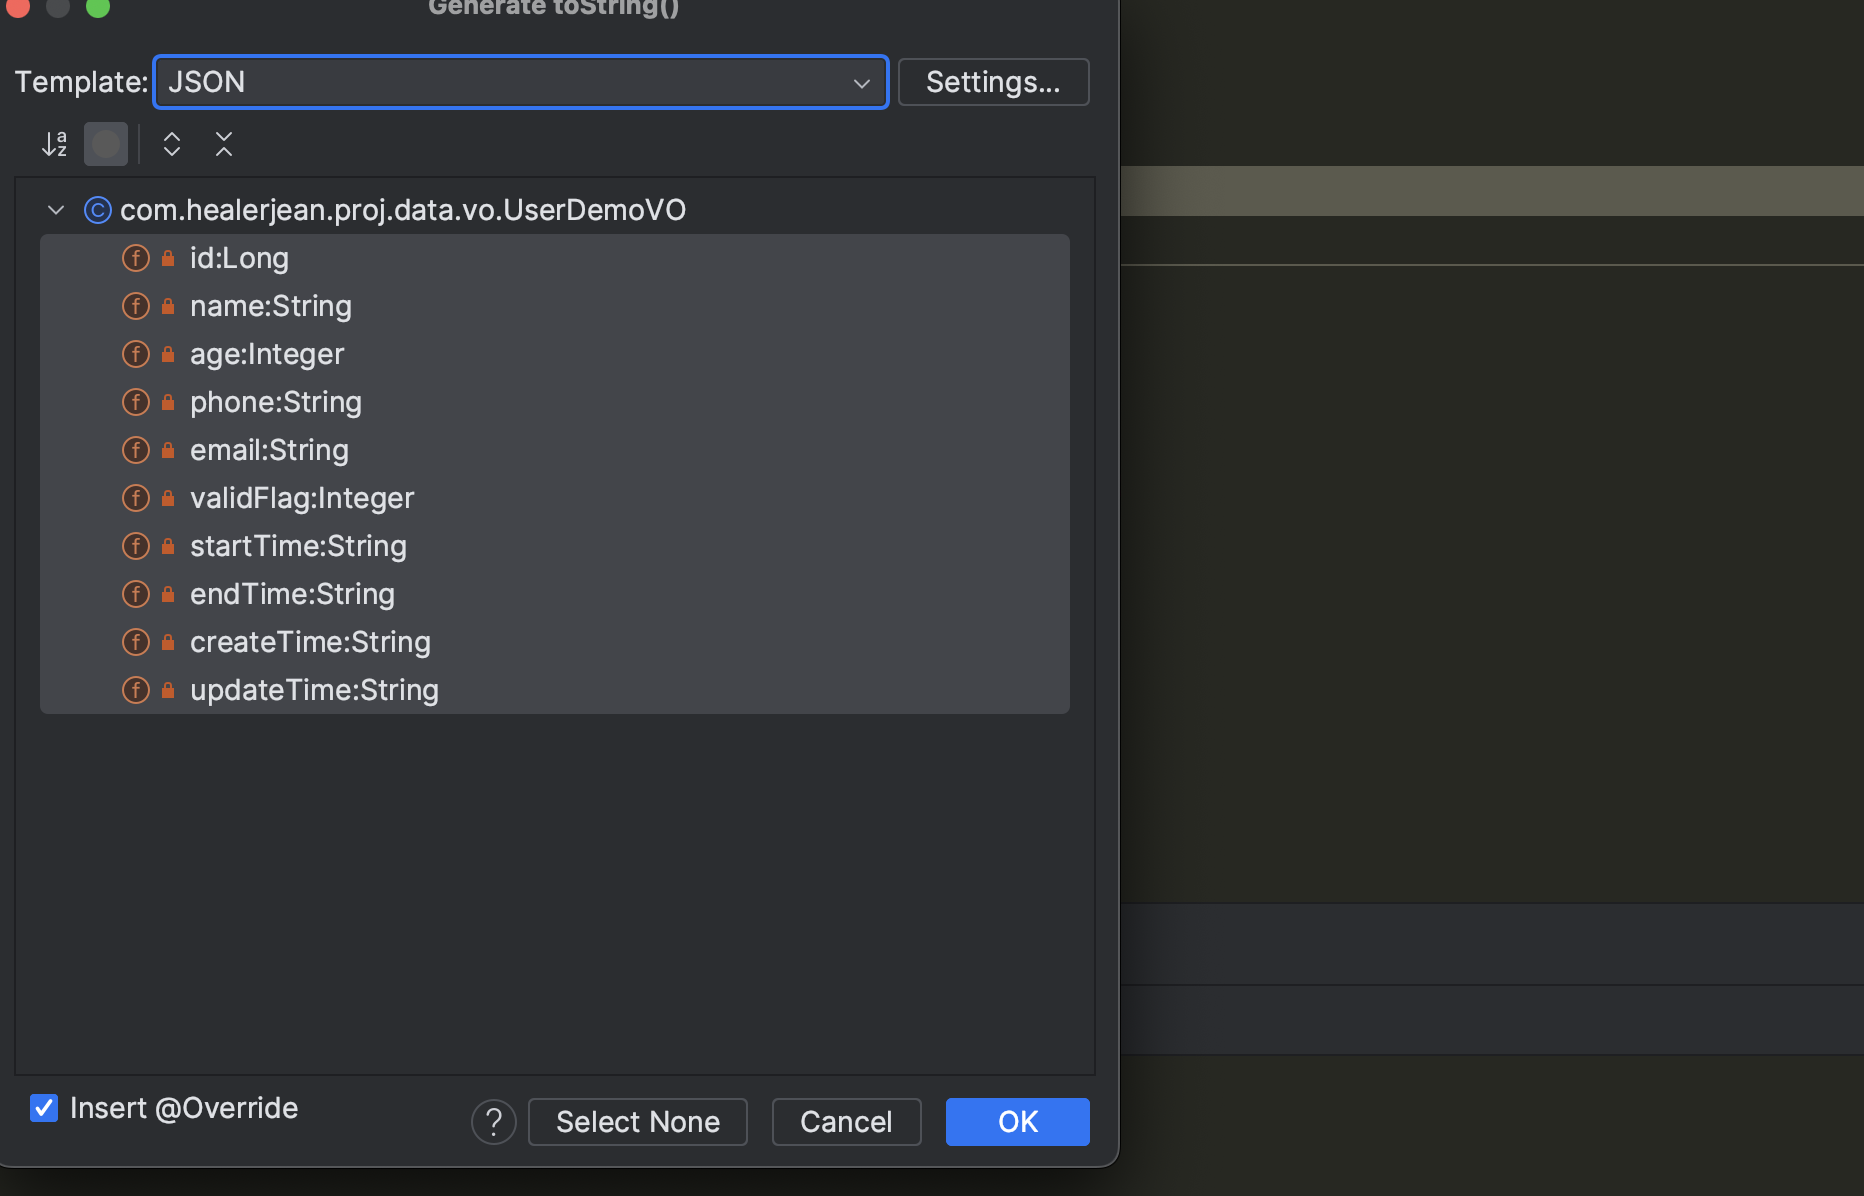 Generate toString()
Template: JSON Settings...
com.healerjean.proj.data.vo.UserDemoVO
id:Long
name:String
age:Integer
phone:String
email:String
validFlag:Integer
startTime:String
endTime:String
createTime:String
updateTime:String
Insert @Override
? Select None Cancel OK